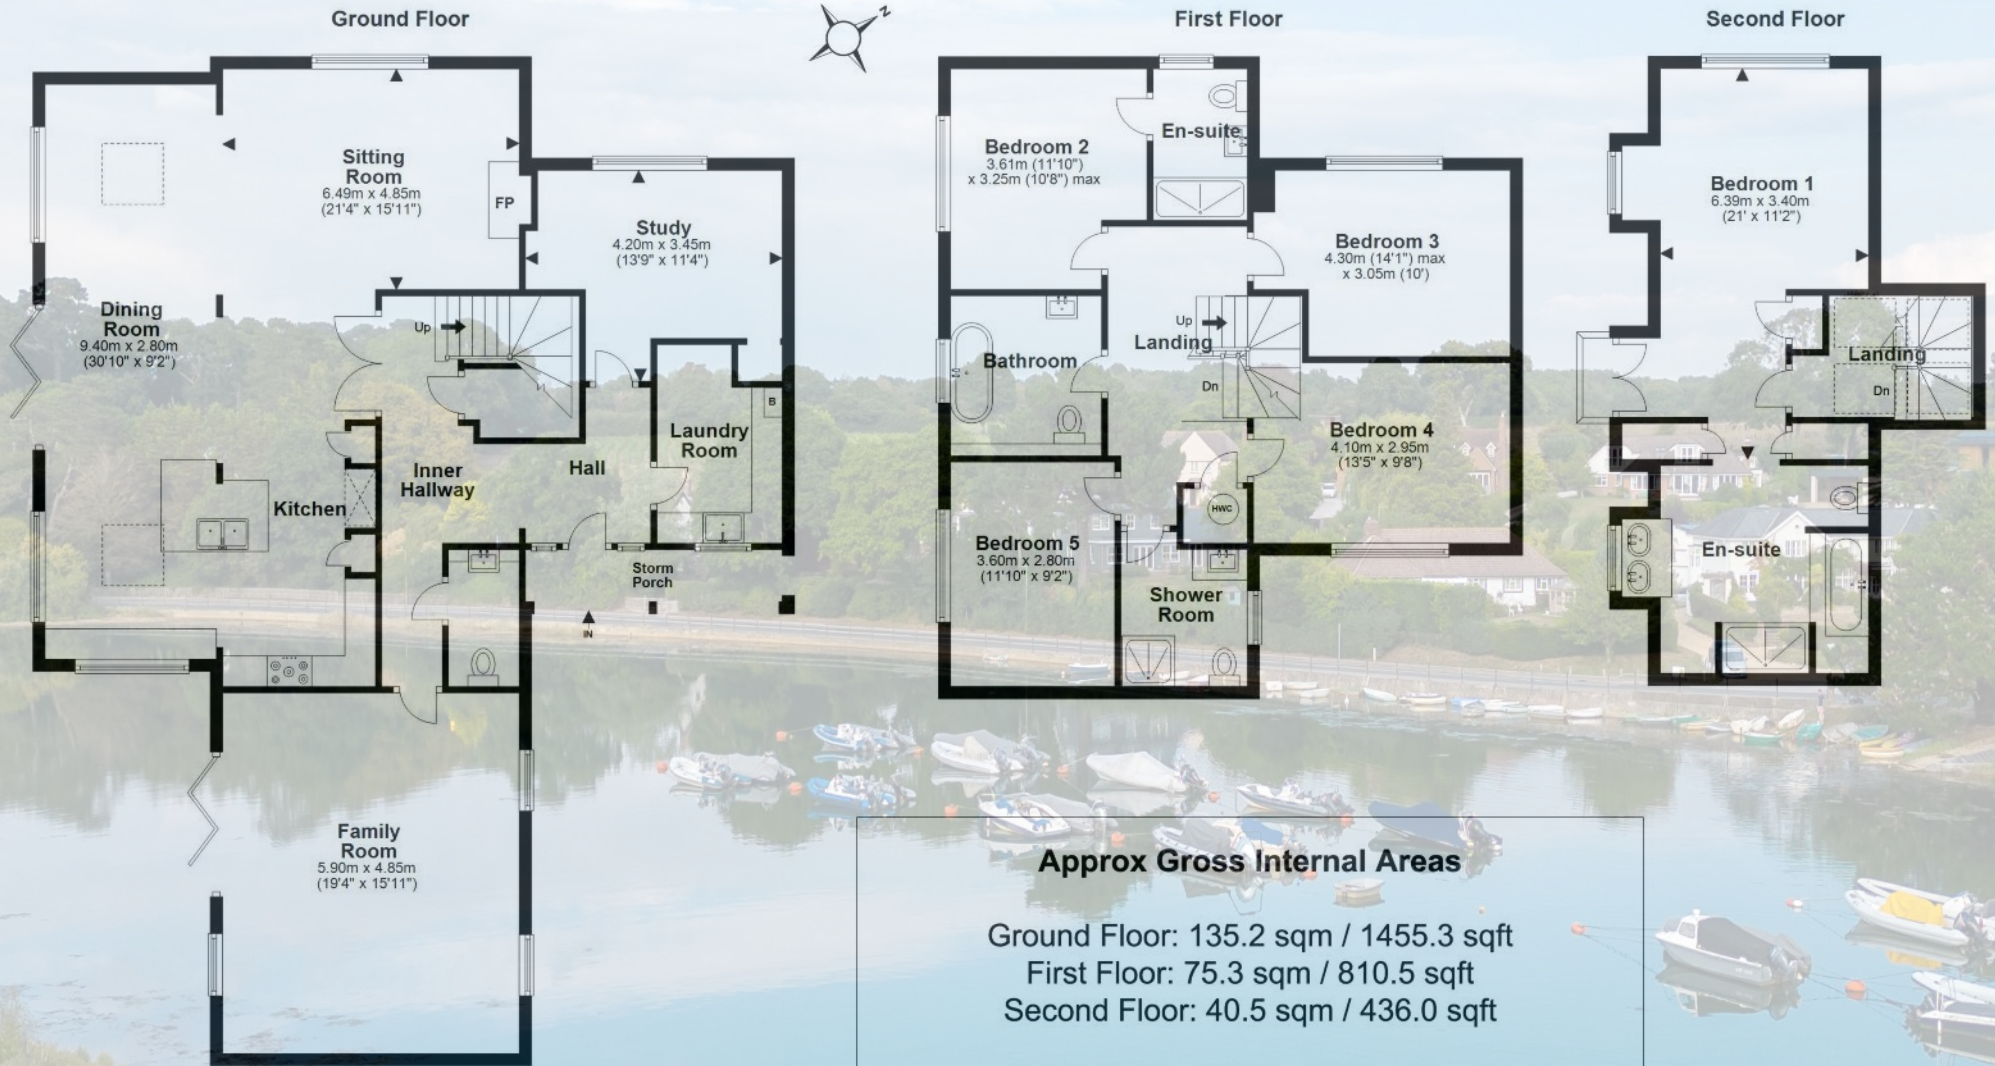 Ground Floor
N
First Floor
Second Floor
Sitting
Room
6.49m x 4.85m
(21'4" x 15'11")
FP
Study
4.20m x 3.45m
(13'9" x 11'4")
Dining
Room
9.40m x 2.80m
(30'10" x 9'2")
Up
B
Laundry
Room
Kitchen
Inner
Hallway
Hall
Storm
Porch
IN
Family
Room
5.90m x 4.85m
(19'4" x 15'11")
Bedroom 2
3.61m (11'10")
x 3.25m (10'8") max
En-suite
Bedroom 3
4.30m (14'1") max
x 3.05m (10')
Up
Landing
Bathroom
Dn
Bedroom 4
4.10m x 2.95m
(13'5" x 9'8")
HWC
Bedroom 5
3.60m x 2.80m
(11'10" x 9'2")
Shower
Room
Bedroom 1
6.39m x 3.40m
(21' x 11'2")
Landing
Dn
En-suite
Approx Gross Internal Areas
Ground Floor: 135.2 sqm / 1455.3 sqft
First Floor: 75.3 sqm / 810.5 sqft
Second Floor: 40.5 sqm / 436.0 sqft